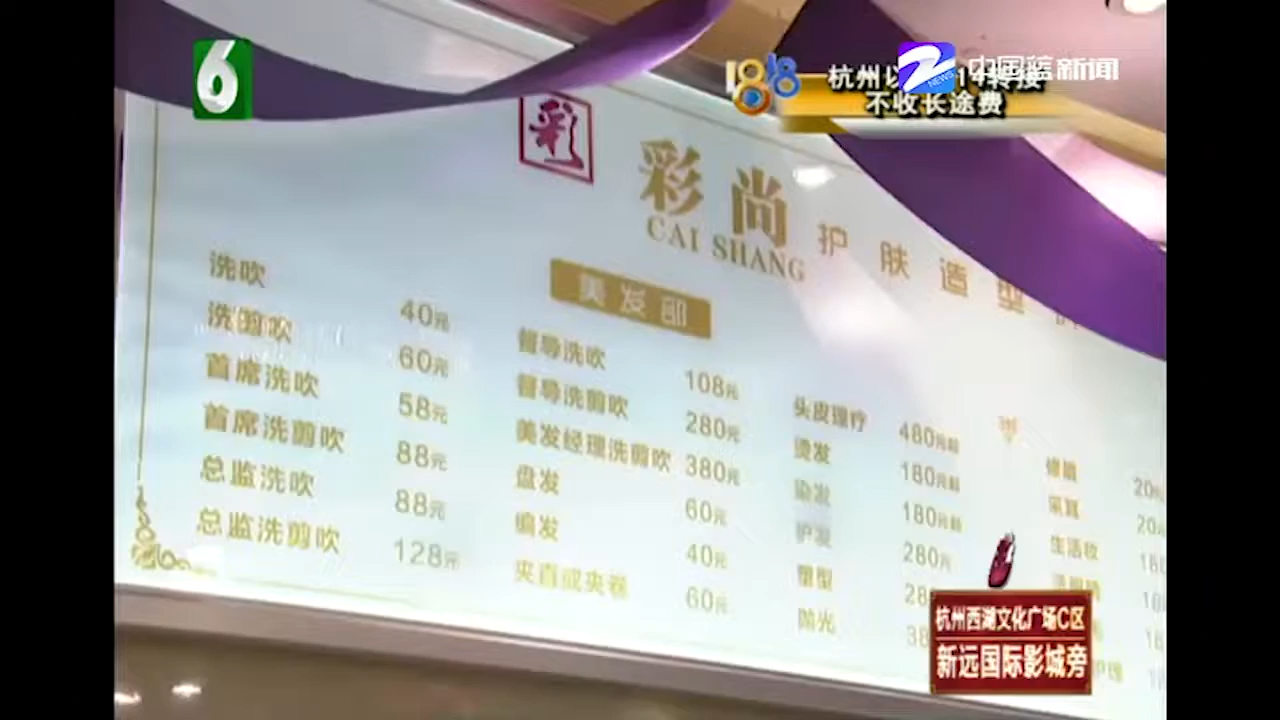 6
1818
中国蓝新闻
NEWS
不收长途费
彩
彩尚
CAI SHANG
护肤造型
美发部
洗吹 40元
洗剪吹 60元
首席洗吹 58元
首席洗剪吹 88元
总监洗吹 88元
总监洗剪吹 128元
督导洗吹 108元
督导洗剪吹 280元
美发经理洗剪吹 380元
盘发 60元
编发 40元
夹直或夹卷 60元
头皮理疗 480元起
烫发 180元起
染发 180元起
护发 280元
塑型
抛光
修眉
采耳
生活妆
杭州西湖文化广场C区
新远国际影城旁